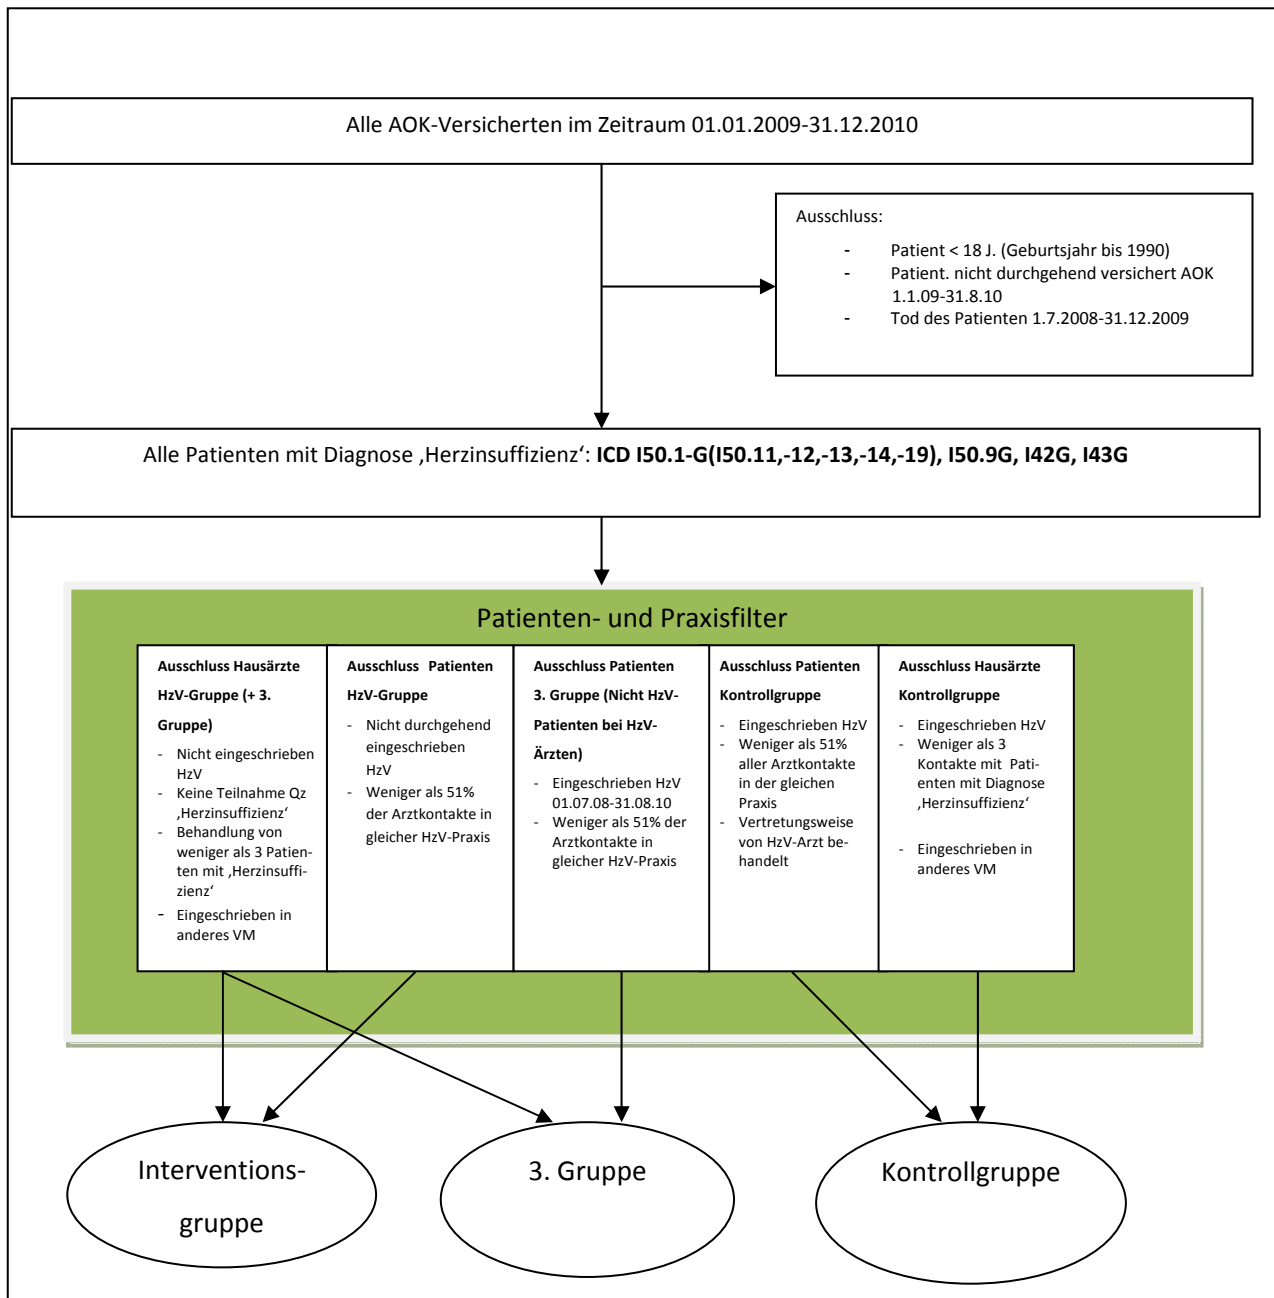 Alle AOK-Versicherten im Zeitraum 01.01.2009-31.12.2010
Ausschluss:
- Patient < 18 J. (Geburtsjahr bis 1990)
- Patient. nicht durchgehend versichert AOK
1.1.09-31.8.10
- Tod des Patienten 1.7.2008-31.12.2009
Alle Patienten mit Diagnose ‚Herzinsuffizienz‘: ICD I50.1-G(I50.11,-12,-13,-14,-19), I50.9G, I42G, I43G
Patienten- und Praxisfilter
Ausschluss Hausärzte
HzV-Gruppe (+ 3.
Gruppe)
- Nicht eingeschrieben
HzV
- Keine Teilnahme Qz
‚Herzinsuffizienz‘
- Behandlung von
weniger als 3 Patien-
ten mit ‚Herzinsuffi-
zienz‘
- Eingeschrieben in
anderes VM
Ausschluss Patienten
HzV-Gruppe
- Nicht durchgehend
eingeschrieben
HzV
- Weniger als 51%
der Arztkontakte in
gleicher HzV-Praxis
Ausschluss Patienten
3. Gruppe (Nicht HzV-
Patienten bei HzV-
Ärzten)
- Eingeschrieben HzV
01.07.08-31.08.10
- Weniger als 51% der
Arztkontakte in
gleicher HzV-Praxis
Ausschluss Patienten
Kontrollgruppe
- Eingeschrieben HzV
- Weniger als 51%
aller Arztkontakte
in der gleichen
Praxis
- Vertretungsweise
von HzV-Arzt be-
handelt
Ausschluss Hausärzte
Kontrollgruppe
- Eingeschrieben HzV
- Weniger als 3
Kontakte mit Pati-
enten mit Diagnose
‚Herzinsuffizienz‘
- Eingeschrieben in
anderes VM
Interventions-
gruppe
3. Gruppe
Kontrollgruppe